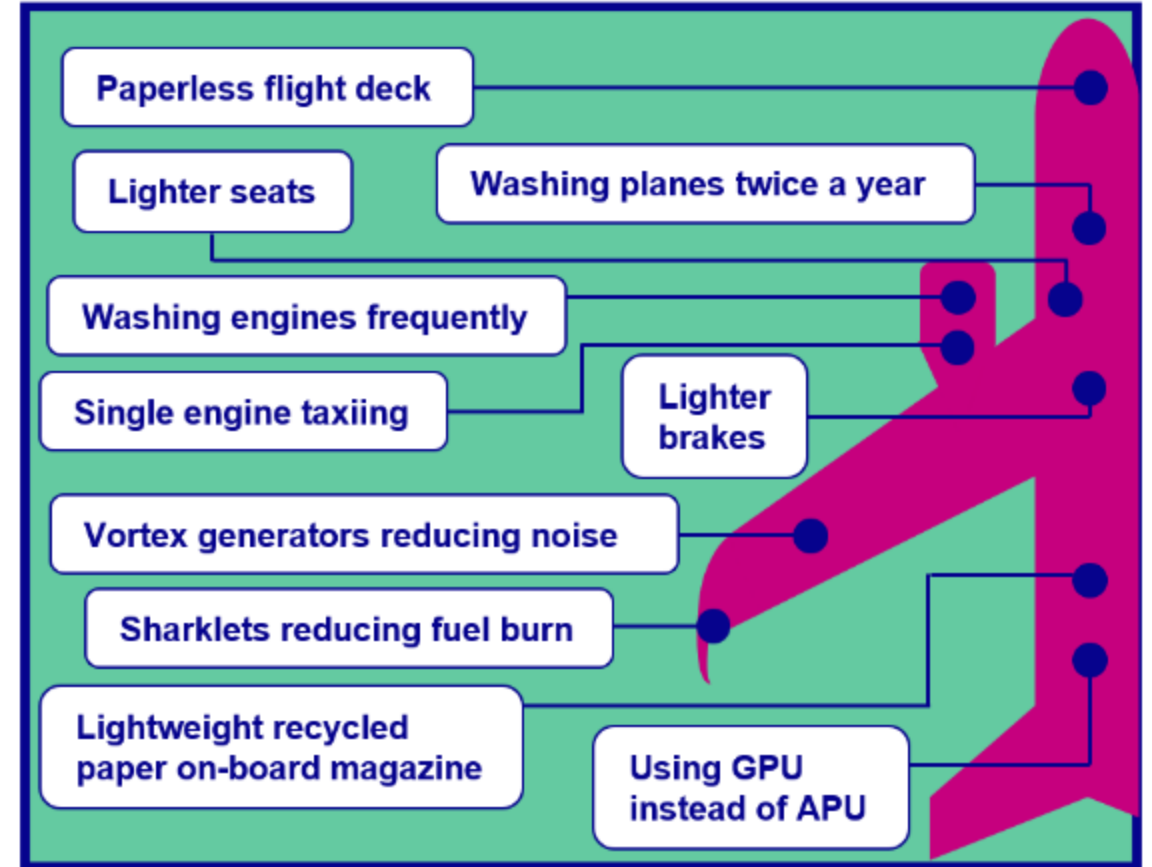 Paperless flight deck
Lighter seats
Washing planes twice a year
Washing engines frequently
Single engine taxiing
Lighter
brakes
Vortex generators reducing noise
Sharklets reducing fuel burn
Lightweight recycled
paper on-board magazine
Using GPU
instead of APU